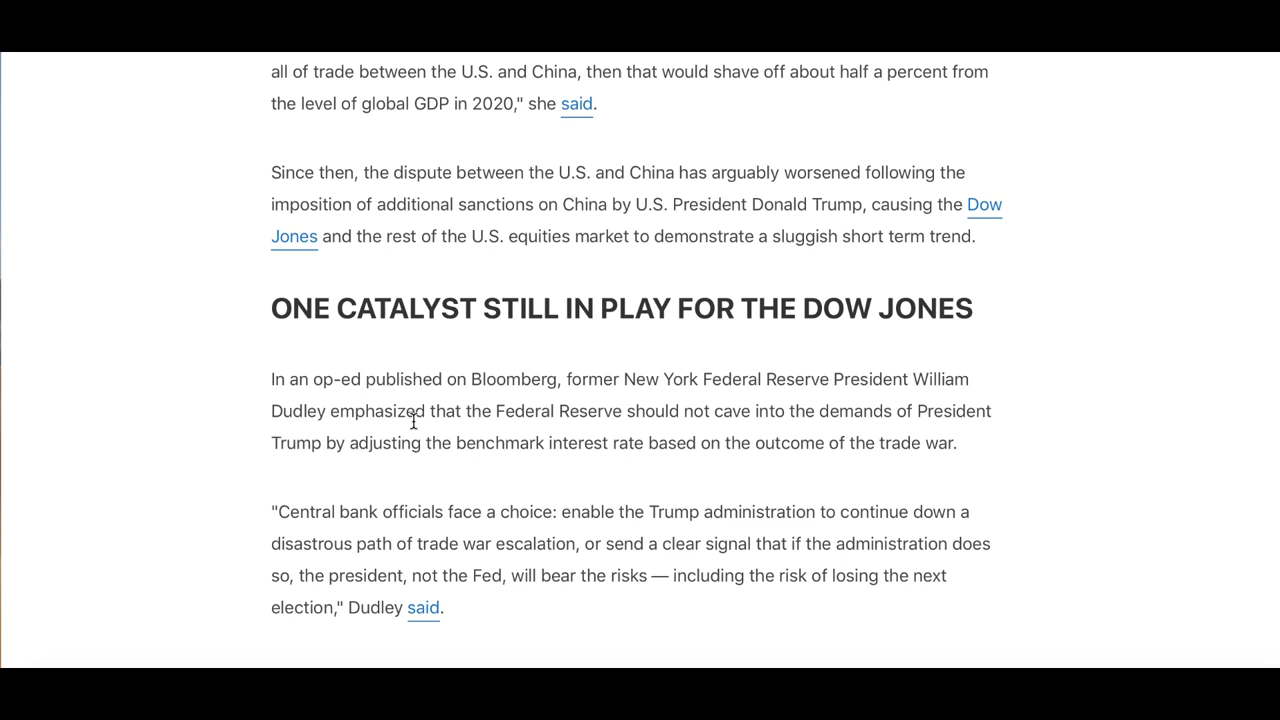 all of trade between the U.S. and China, then that would shave off about half a percent from
the level of global GDP in 2020," she said.
Since then, the dispute between the U.S. and China has arguably worsened following the
imposition of additional sanctions on China by U.S. President Donald Trump, causing the Dow
Jones and the rest of the U.S. equities market to demonstrate a sluggish short term trend.
ONE CATALYST STILL IN PLAY FOR THE DOW JONES
In an op-ed published on Bloomberg, former New York Federal Reserve President William
Dudley emphasized that the Federal Reserve should not cave into the demands of President
Trump by adjusting the benchmark interest rate based on the outcome of the trade war.
"Central bank officials face a choice: enable the Trump administration to continue down a
disastrous path of trade war escalation, or send a clear signal that if the administration does
so, the president, not the Fed, will bear the risks — including the risk of losing the next
election," Dudley said.